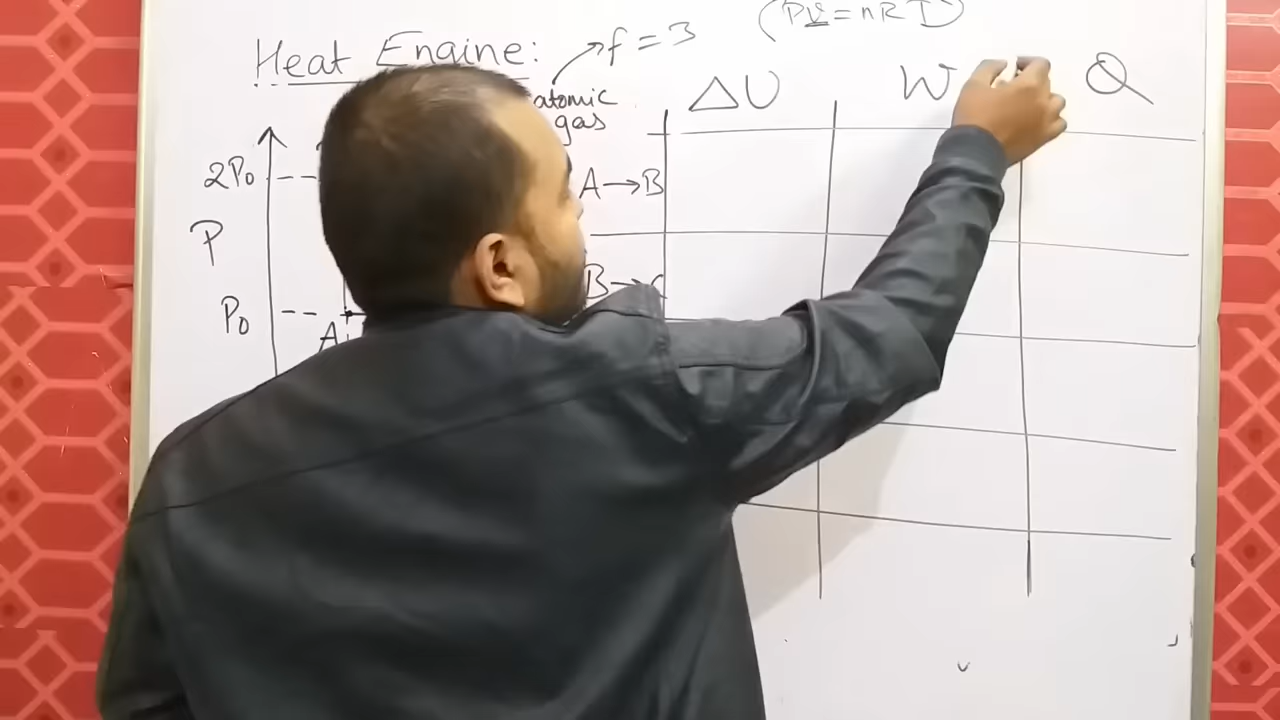 Heat Engine:
f = 3
(PV = nRT)
atomic
gas
ΔU W Q
2P₀
A → B
P
B → C
P₀
A